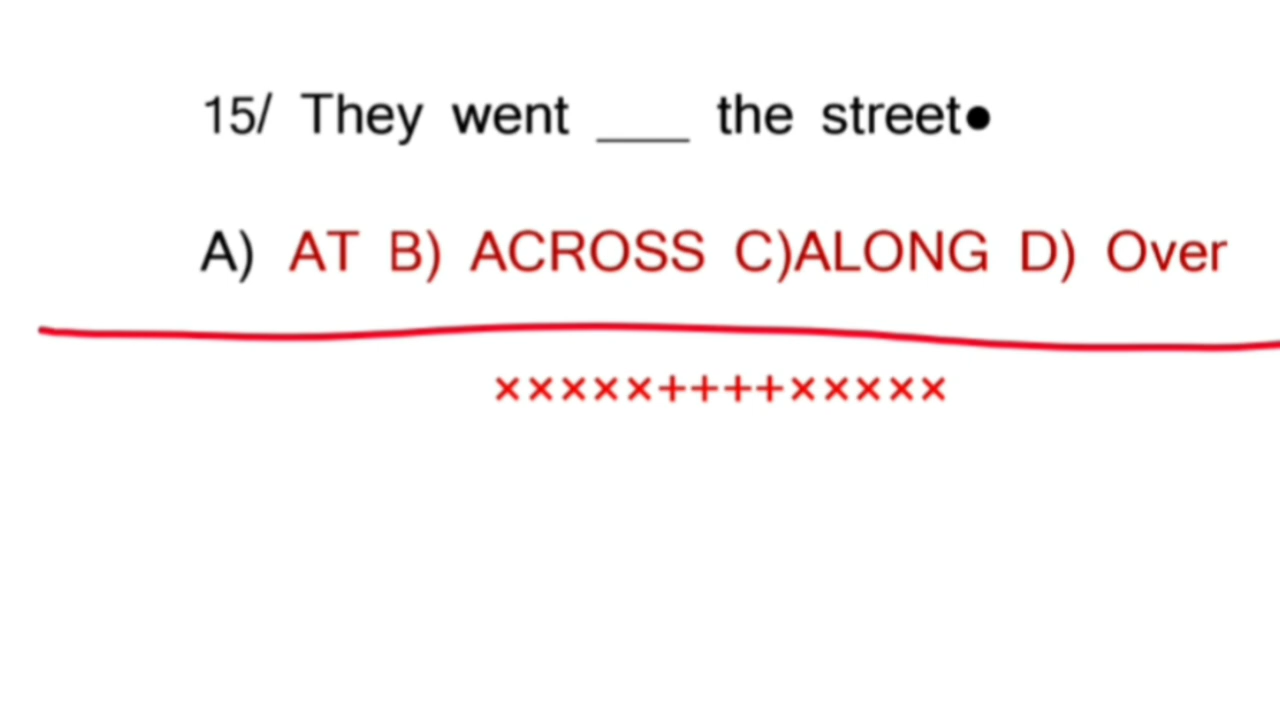 15/ They went ___ the street●
A) AT B) ACROSS C)ALONG D) Over
×××××++++×××××